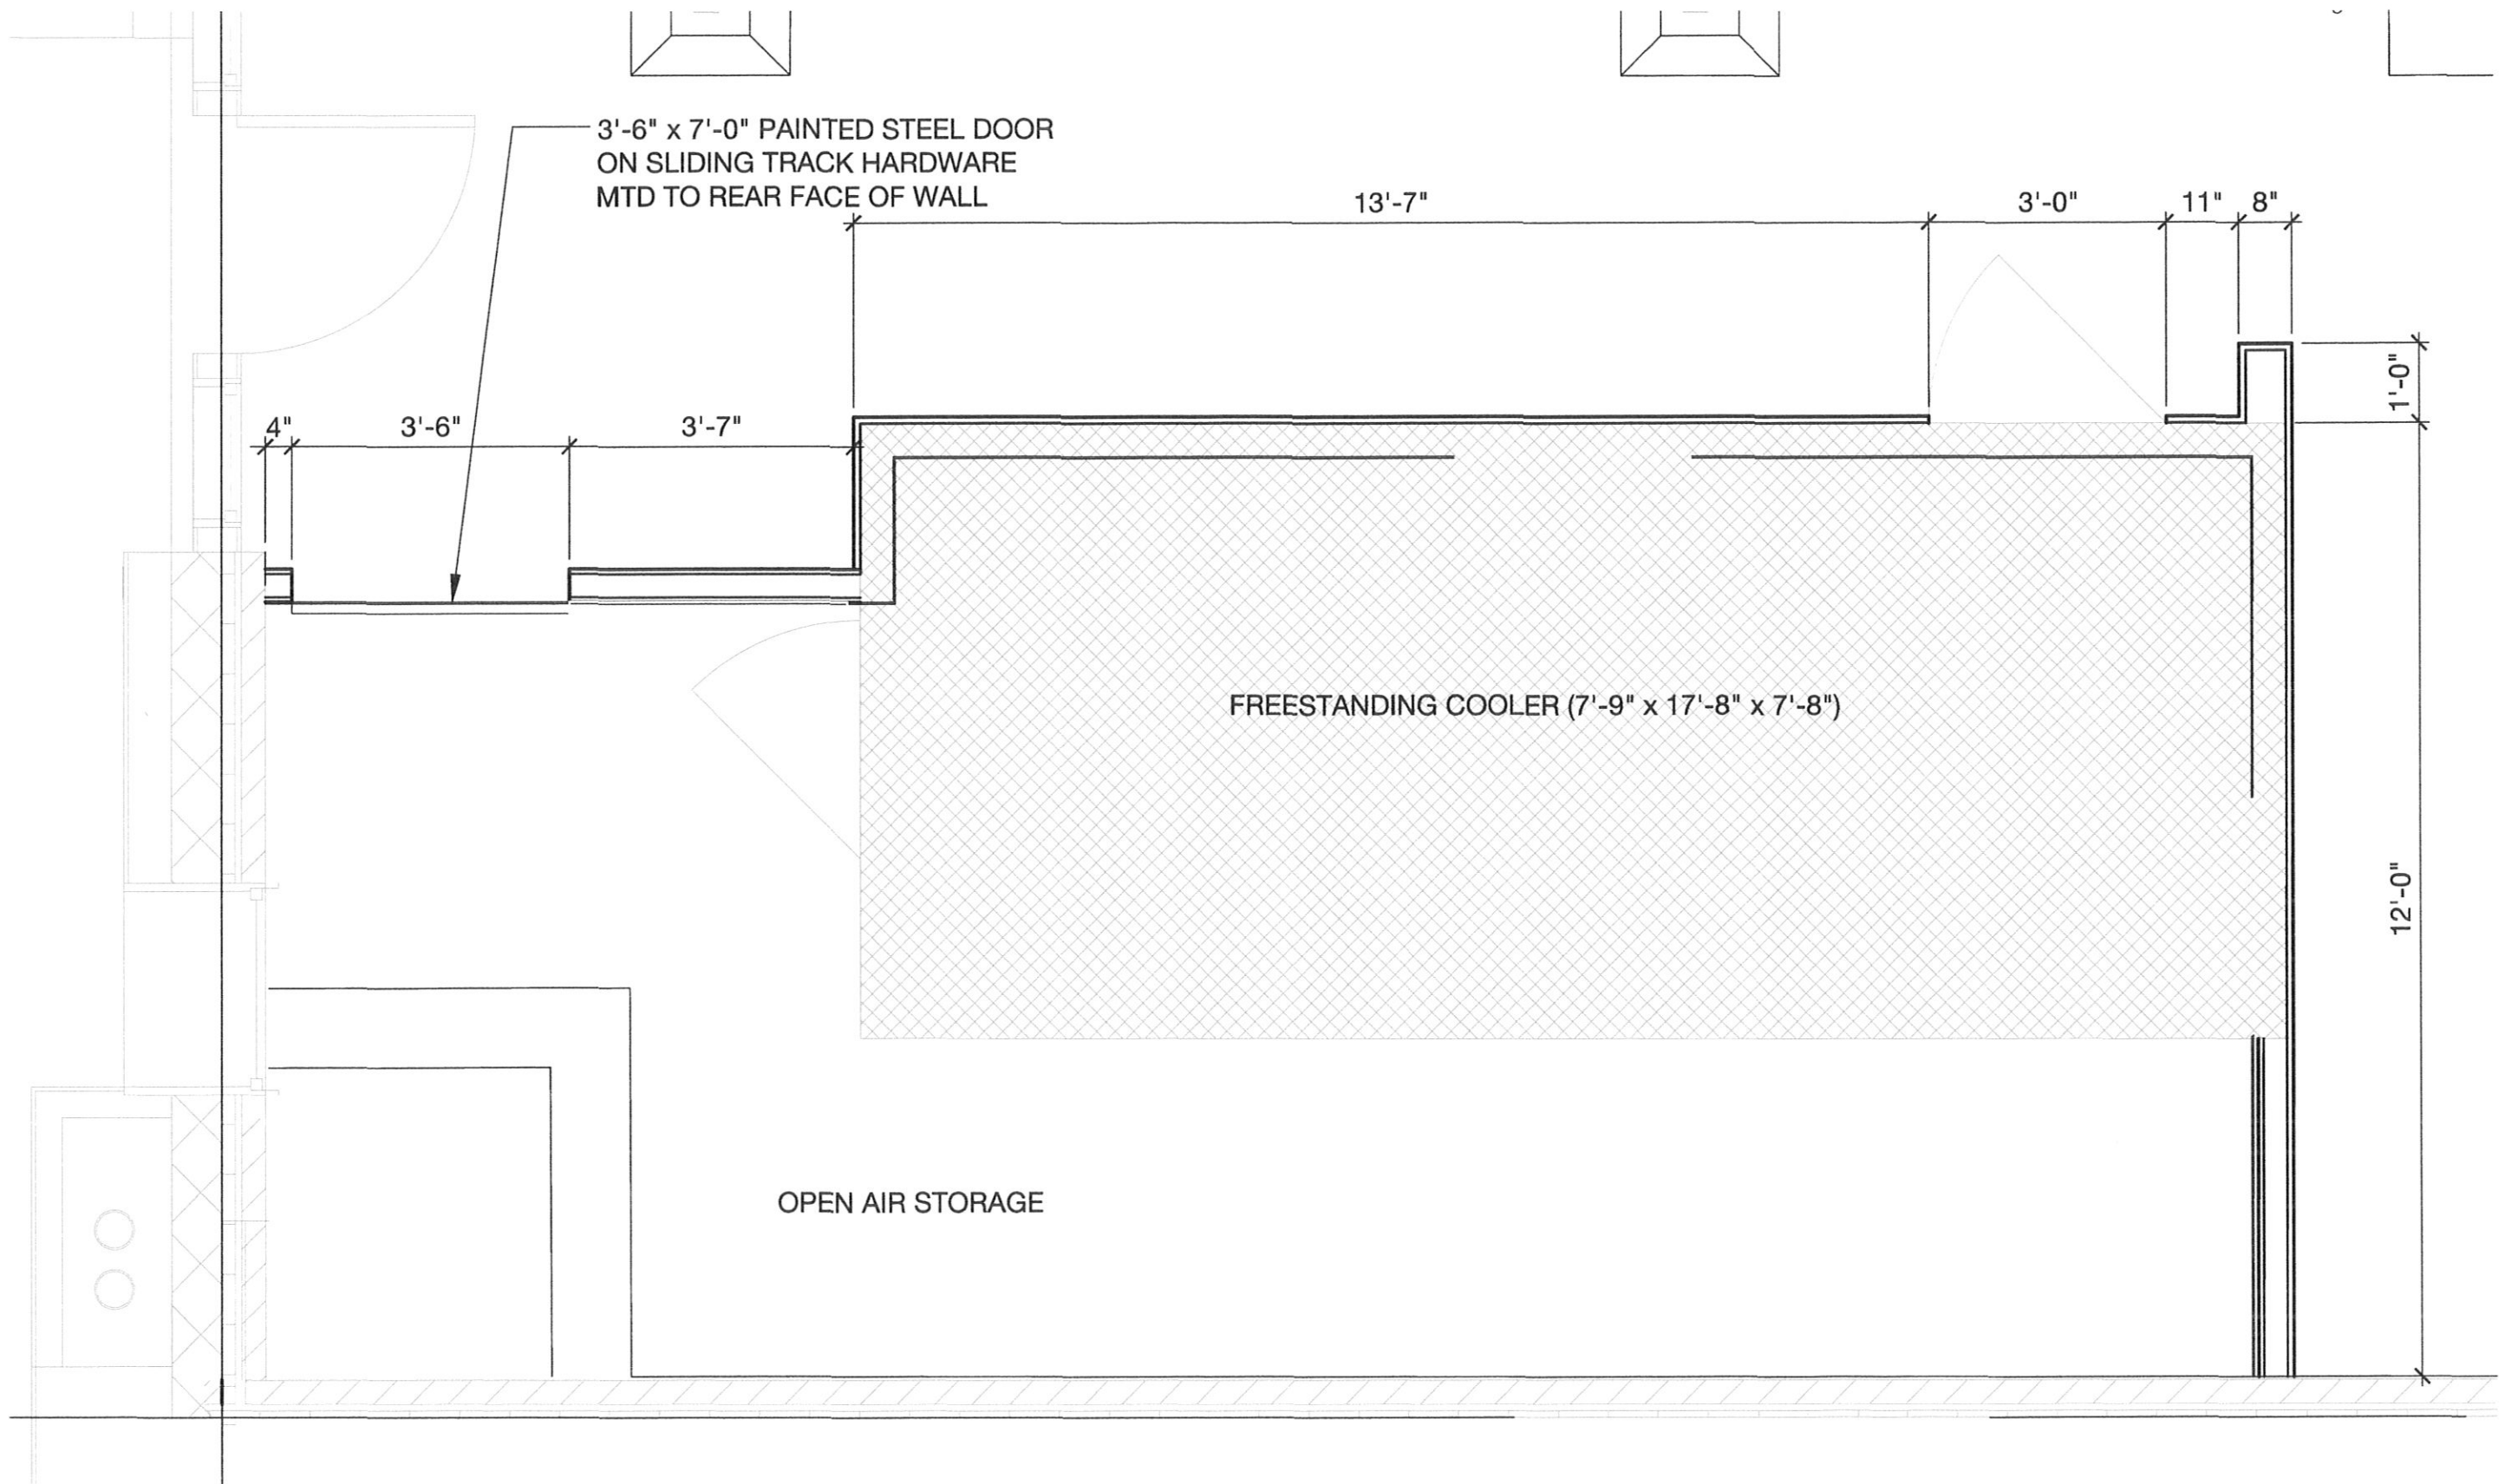 3'-6" x 7'-0" PAINTED STEEL DOOR
ON SLIDING TRACK HARDWARE
MTD TO REAR FACE OF WALL
13'-7"
3'-0"
11"
8"
1'-0"
4"
3'-6"
3'-7"
FREESTANDING COOLER (7'-9" x 17'-8" x 7'-8")
12'-0"
OPEN AIR STORAGE